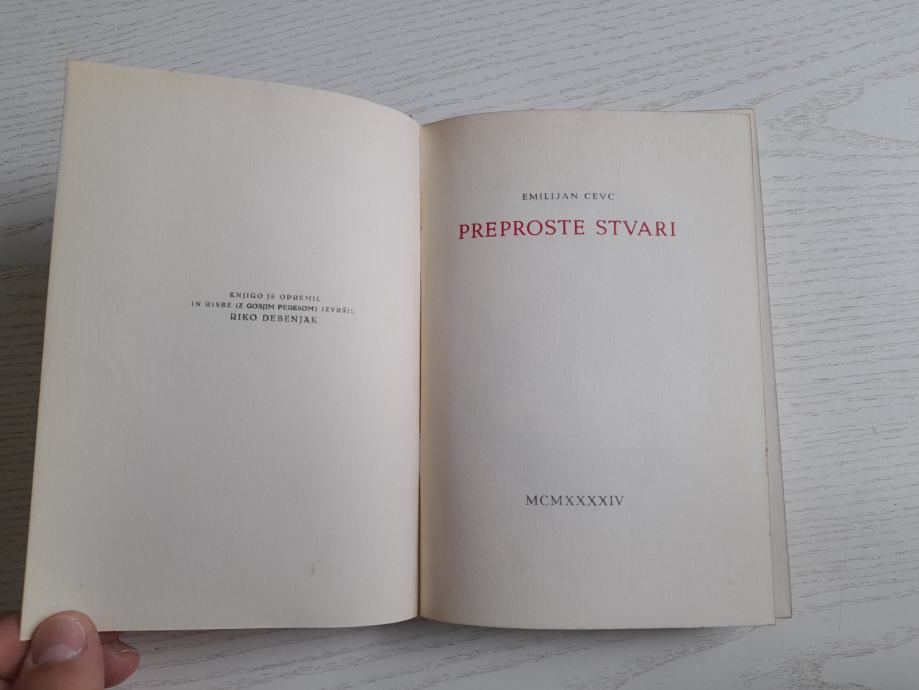 KNJIGO JE OPREMIL
IN RISBE (Z GOSJIM PERESOM) IZVRŠIL
RIKO DEBENJAK
EMILIJAN CEVC
PREPROSTE STVARI
MCMXXXXIV